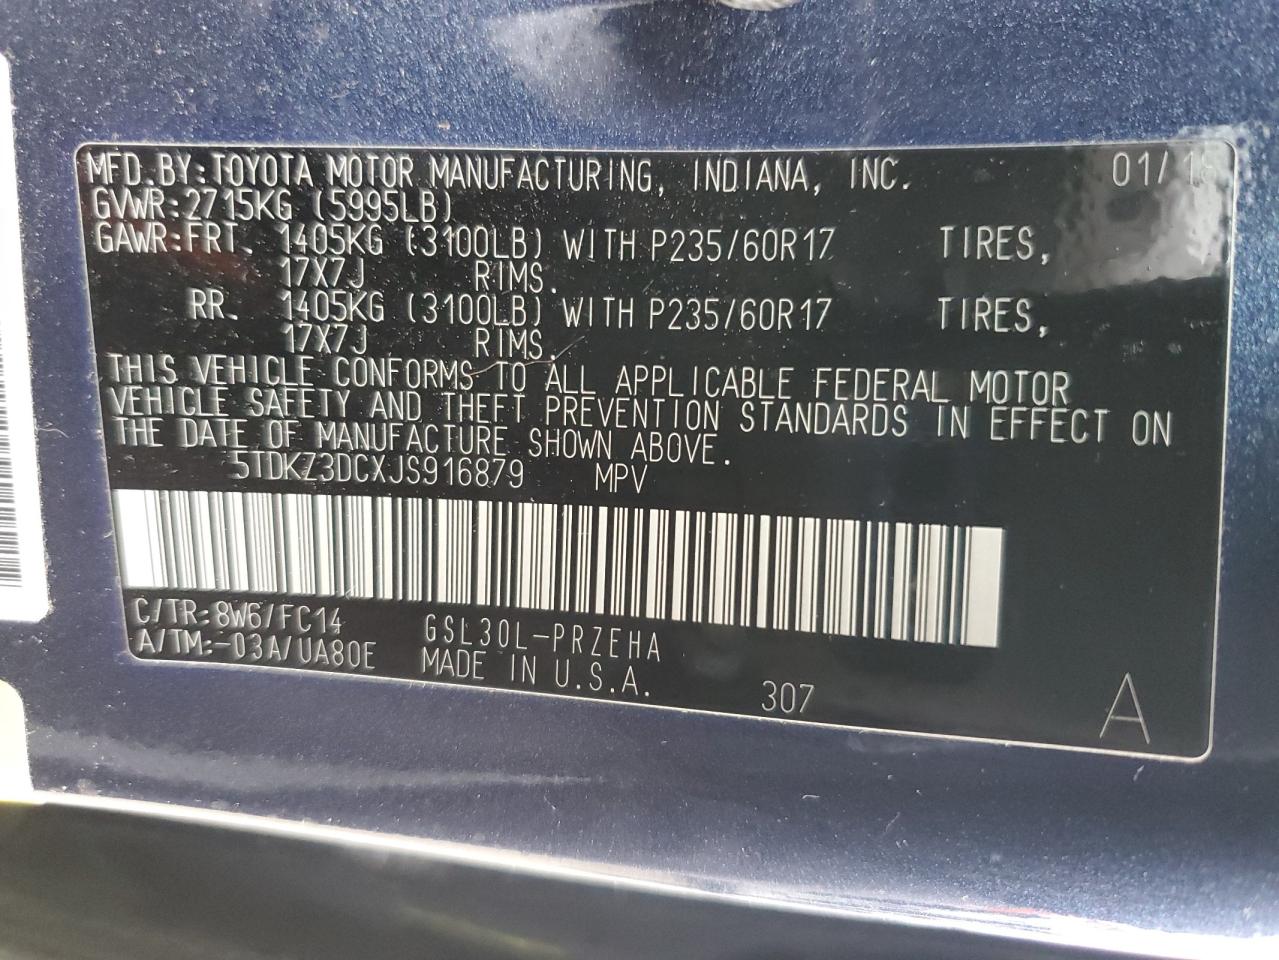 MFD.BY:TOYOTA MOTOR MANUFACTURING, INDIANA, INC. 01/18
GVWR:2715KG (5995LB)
GAWR:FRT. 1405KG (3100LB) WITH P235/60R17 TIRES,
17X7J RIMS.
RR. 1405KG (3100LB) WITH P235/60R17 TIRES,
17X7J RIMS.
THIS VEHICLE CONFORMS TO ALL APPLICABLE FEDERAL MOTOR
VEHICLE SAFETY AND THEFT PREVENTION STANDARDS IN EFFECT ON
THE DATE OF MANUFACTURE SHOWN ABOVE.
5TDKZ3DCXJS916879 MPV
C/TR:8W6/FC14 GSL30L-PRZEHA
A/TM:-03A/UA80E MADE IN U.S.A.
307 A